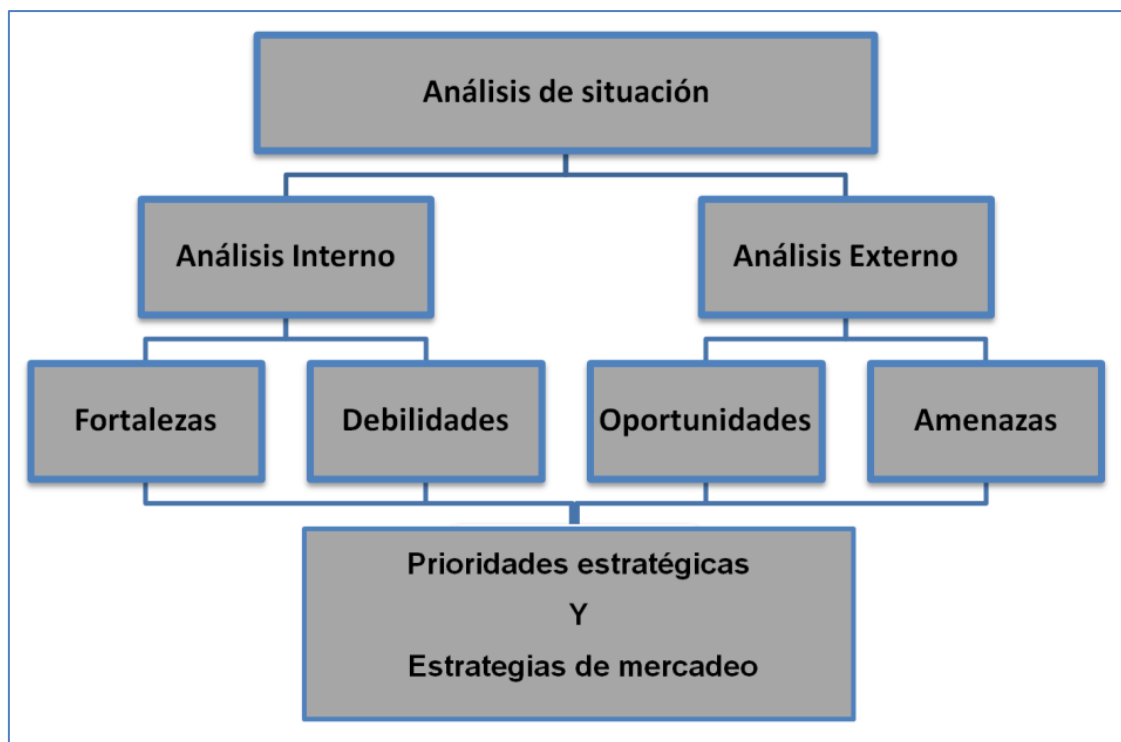 Análisis de situación
Análisis Interno
Análisis Externo
Fortalezas
Debilidades
Oportunidades
Amenazas
Prioridades estratégicas
Y
Estrategias de mercadeo